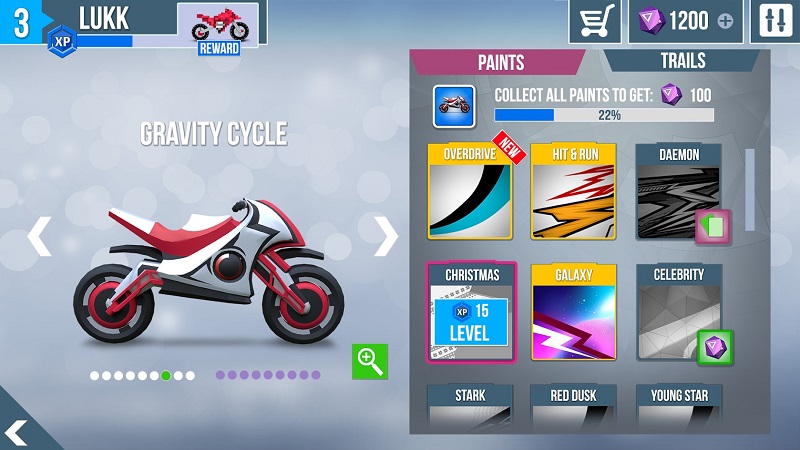 3
LUKK
XP
REWARD
1200
PAINTS
TRAILS
COLLECT ALL PAINTS TO GET: 100
22%
GRAVITY CYCLE
OVERDRIVE
NEW
HIT & RUN
DAEMON
CHRISTMAS
XP 15
LEVEL
GALAXY
CELEBRITY
STARK
RED DUSK
YOUNG STAR